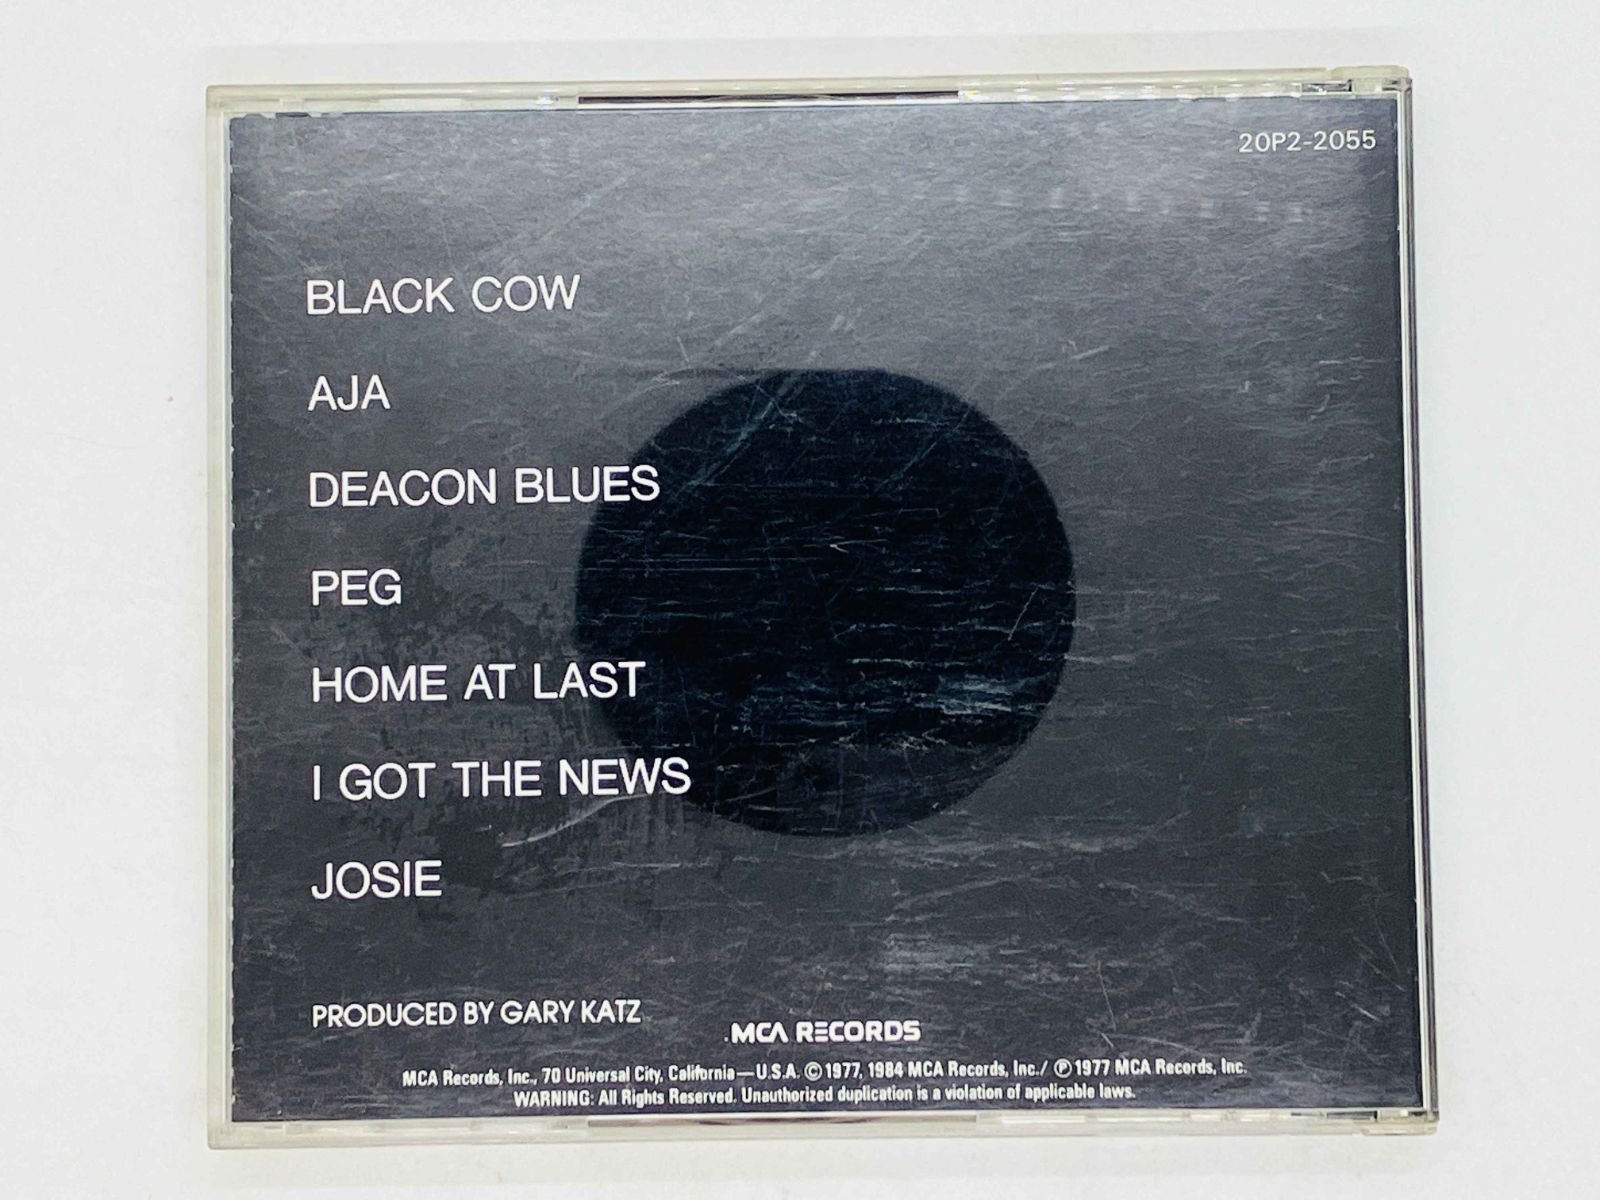 20P2-2055
BLACK COW
AJA
DEACON BLUES
PEG
HOME AT LAST
I GOT THE NEWS
JOSIE
PRODUCED BY GARY KATZ
MCA RECORDS
MCA Records, Inc., 70 Universal City, California—U.S.A. ©1977, 1984 MCA Records, Inc./ ℗1977 MCA Records, Inc.
WARNING: All Rights Reserved. Unauthorized duplication is a violation of applicable laws.